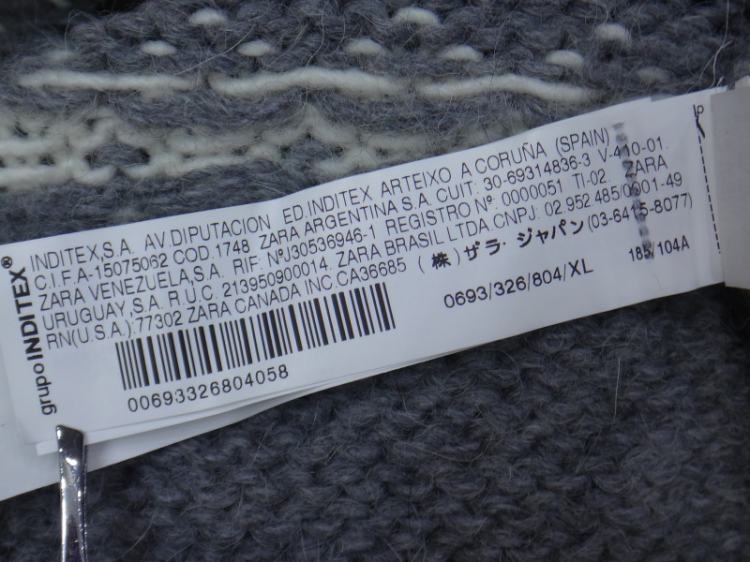 grupo INDITEX®
INDITEX,S.A. AV.DIPUTACION ED.INDITEX ARTEIXO A CORUÑA (SPAIN)
C.I.F.A-15075062 COD.1748 ZARA ARGENTINA S.A. CUIT: 30-69314836-3 V-410-01.
ZARA VENEZUELA,S.A. RIF: Nº.J30536946-1 REGISTRO Nº: 0000051 TI-02 ZARA
URUGUAY,S.A. R.U.C. 213950900014. ZARA BRASIL LTDA.CNPJ: 02 952 485/0001-49
RN(U.S.A.):77302 ZARA CANADA INC.CA36685 (株)ザラ・ジャパン(03-6415-8077)
00693326804058
0693/326/804/XL
185/104A